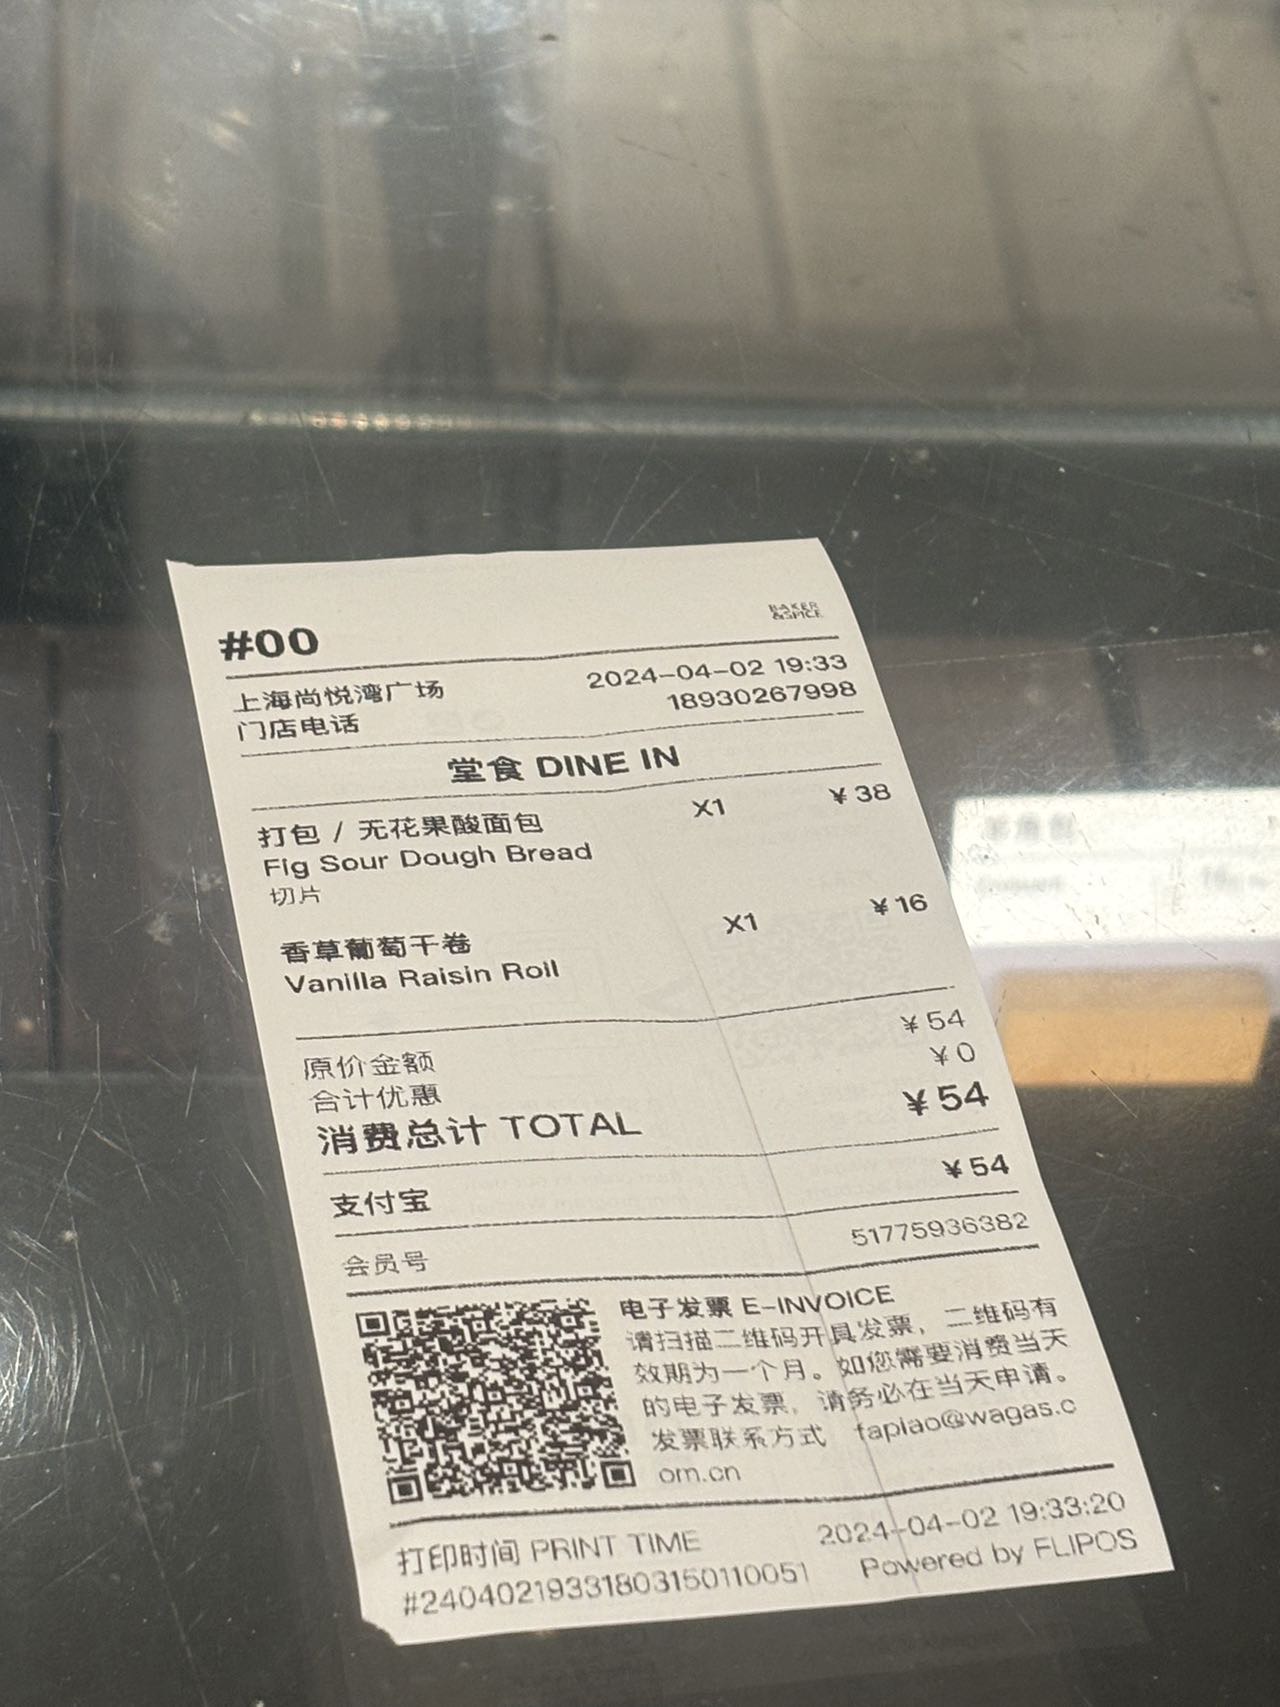 BAKER
&SPICE
#00
上海尚悦湾广场 2024-04-02 19:33
门店电话 18930267998
堂食 DINE IN
打包 / 无花果酸面包 X1 ¥38
Fig Sour Dough Bread
切片
香草葡萄干卷 X1 ¥16
Vanilla Raisin Roll
原价金额 ¥54
合计优惠 ¥0
消费总计 TOTAL ¥54
支付宝 ¥54
会员号 51775936382
电子发票 E-INVOICE
请扫描二维码开具发票，二维码有
效期为一个月。如您需要消费当天
的电子发票，请务必在当天申请。
发票联系方式 fapiao@wagas.c
om.cn
打印时间 PRINT TIME 2024-04-02 19:33:20
#24040219331803150110051 Powered by FLIPOS